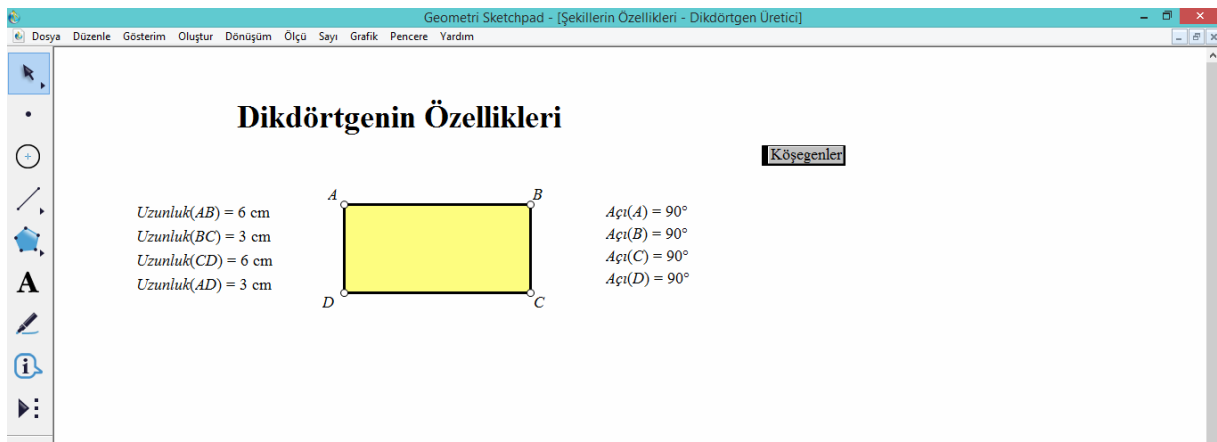 Geometri Sketchpad - [Şekillerin Özellikleri - Dikdörtgen Üretici]
Dosya Düzenle Gösterim Oluştur Dönüşüm Ölçü Sayı Grafik Pencere Yardım
Dikdörtgenin Özellikleri
Köşegenler
A
B
Uzunluk(AB) = 6 cm
Uzunluk(BC) = 3 cm
Uzunluk(CD) = 6 cm
Uzunluk(AD) = 3 cm
Açı(A) = 90°
Açı(B) = 90°
Açı(C) = 90°
Açı(D) = 90°
D
C
A